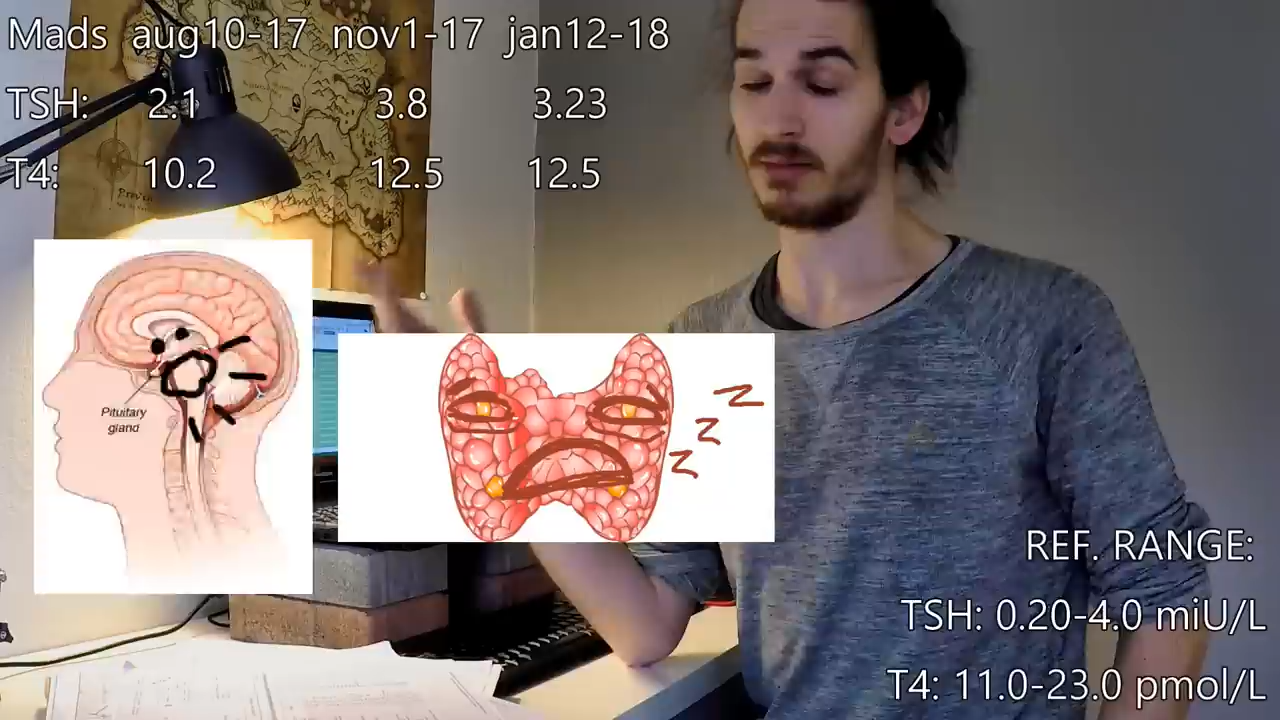 Mads aug10-17 nov1-17 jan12-18
TSH: 2.1 3.8 3.23
T4: 10.2 12.5 12.5
Pituitary
gland
z
z
z
REF. RANGE:
TSH: 0.20-4.0 miU/L
T4: 11.0-23.0 pmol/L